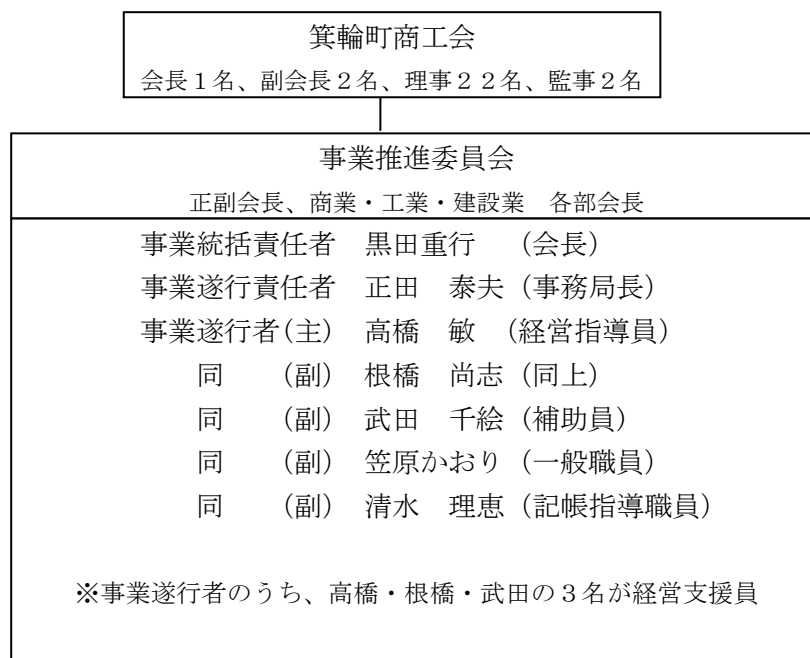 箕輪町商工会
会長１名、副会長２名、理事２２名、監事２名
事業推進委員会
正副会長、商業・工業・建設業　各部会長
事業統括責任者　黒田重行　（会長）
事業遂行責任者　正田　泰夫（事務局長）
事業遂行者(主)　高橋　敏　（経営指導員）
同　　（副）　根橋　尚志（同上）
同　　（副）　武田　千絵（補助員）
同　　（副）　笠原かおり（一般職員）
同　　（副）　清水　理恵（記帳指導職員）
※事業遂行者のうち、高橋・根橋・武田の３名が経営支援員